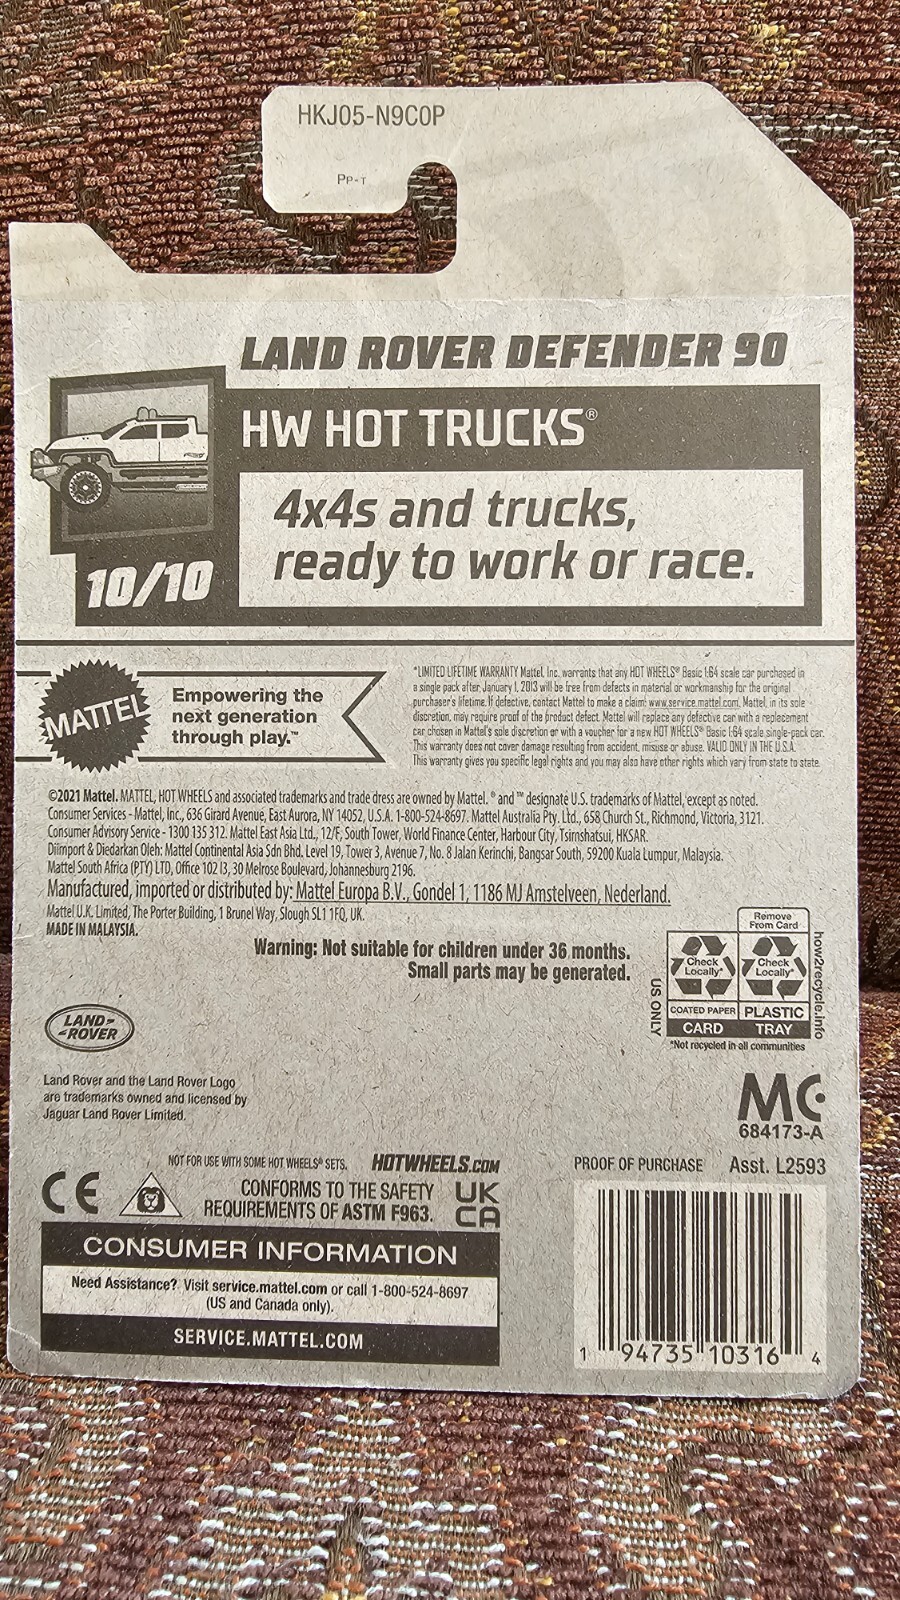 HKJ05-N9C0P
PP-T
LAND ROVER DEFENDER 90
HW HOT TRUCKS®
4x4s and trucks,
ready to work or race.
10/10
MATTEL
Empowering the
next generation
through play.™
*LIMITED LIFETIME WARRANTY Mattel, Inc. warrants that any HOT WHEELS® Basic 1:64 scale car purchased in
a single pack after January 1, 2013 will be free from defects in material or workmanship for the original
purchaser's lifetime. If defective, contact Mattel to make a claim: www.service.mattel.com. Mattel, in its sole
discretion, may require proof of the product defect. Mattel will replace any defective car with a replacement
car chosen in Mattel's sole discretion or with a voucher for a new HOT WHEELS® Basic 1:64 scale single-pack car.
This warranty does not cover damage resulting from accident, misuse or abuse. VALID ONLY IN THE U.S.A.
This warranty gives you specific legal rights and you may also have other rights which vary from state to state.
©2021 Mattel. MATTEL, HOT WHEELS and associated trademarks and trade dress are owned by Mattel. ® and ™ designate U.S. trademarks of Mattel, except as noted.
Consumer Services - Mattel, Inc., 636 Girard Avenue, East Aurora, NY 14052, U.S.A. 1-800-524-8697. Mattel Australia Pty. Ltd., 658 Church St., Richmond, Victoria, 3121.
Consumer Advisory Service - 1300 135 312. Mattel East Asia Ltd., 12/F, South Tower, World Finance Center, Harbour City, Tsimshatsui, HKSAR.
Diimport & Diedarkan Oleh: Mattel Continental Asia Sdn Bhd. Level 19, Tower 3, Avenue 7, No. 8 Jalan Kerinchi, Bangsar South, 59200 Kuala Lumpur, Malaysia.
Mattel South Africa (PTY) LTD, Office 102 I3, 30 Melrose Boulevard, Johannesburg 2196.
Manufactured, imported or distributed by: Mattel Europa B.V., Gondel 1, 1186 MJ Amstelveen, Nederland.
Mattel U.K. Limited, The Porter Building, 1 Brunel Way, Slough SL1 1FQ, UK.
MADE IN MALAYSIA.
Warning: Not suitable for children under 36 months.
Small parts may be generated.
US ONLY
Remove
From Card
Check
Locally*
Check
Locally*
COATED PAPER
PLASTIC
CARD
TRAY
how2recycle.info
*Not recycled in all communities
LAND-
-ROVER
Land Rover and the Land Rover Logo
are trademarks owned and licensed by
Jaguar Land Rover Limited.
MC
684173-A
NOT FOR USE WITH SOME HOT WHEELS® SETS.
HOTWHEELS.COM
PROOF OF PURCHASE
Asst. L2593
CE
CONFORMS TO THE SAFETY
REQUIREMENTS OF ASTM F963.
UK
CA
CONSUMER INFORMATION
Need Assistance? Visit service.mattel.com or call 1-800-524-8697
(US and Canada only).
SERVICE.MATTEL.COM
1 94735 10316 4